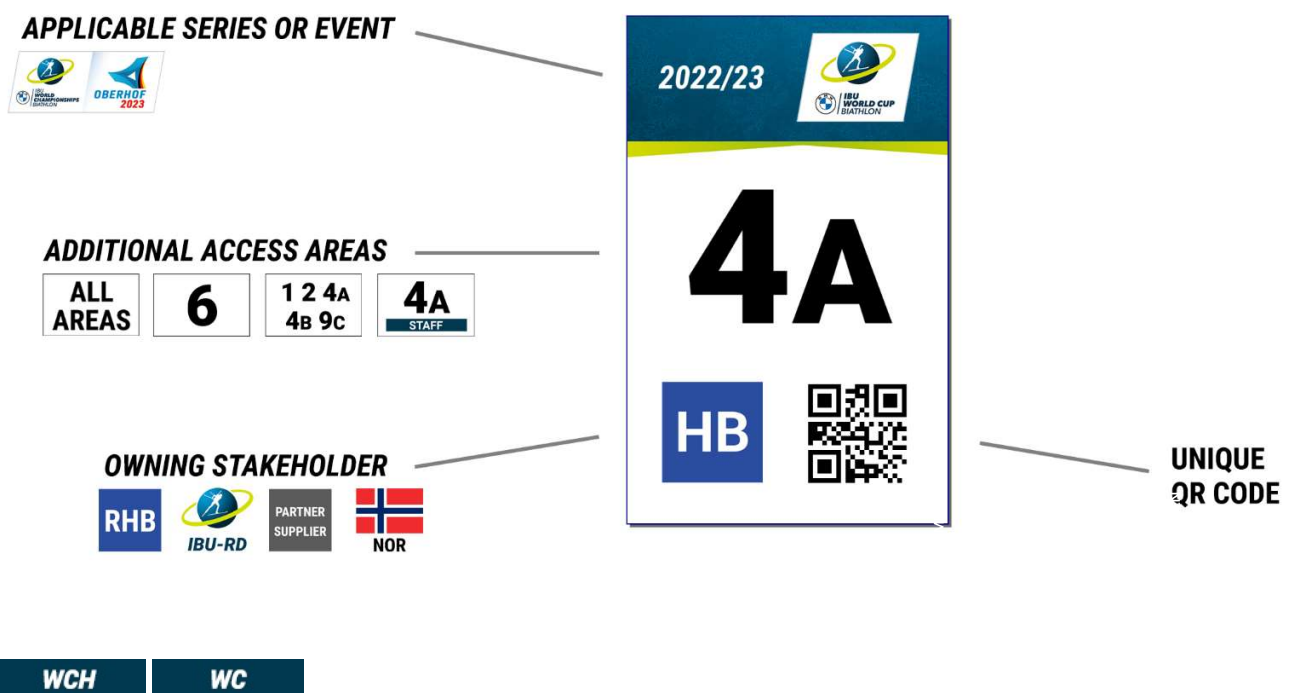 APPLICABLE SERIES OR EVENT
IBU
WORLD
CHAMPIONSHIPS
BIATHLON
OBERHOF
2023
2022/23
IBU
WORLD CUP
BIATHLON
4A
ADDITIONAL ACCESS AREAS
ALL
AREAS
6
1 2 4A
4B 9C
4A
STAFF
HB
OWNING STAKEHOLDER
RHB
IBU-RD
PARTNER
SUPPLIER
NOR
UNIQUE
QR CODE
WCH
WC